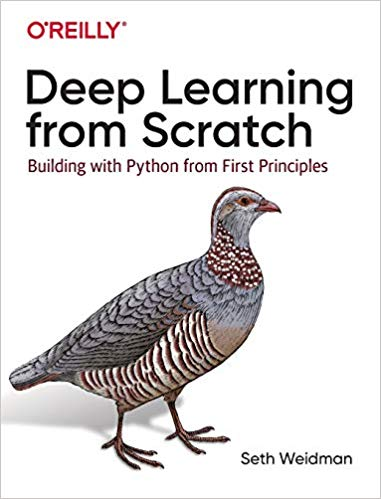 O'REILLY®
Deep Learning
from Scratch
Building with Python from First Principles
Seth Weidman